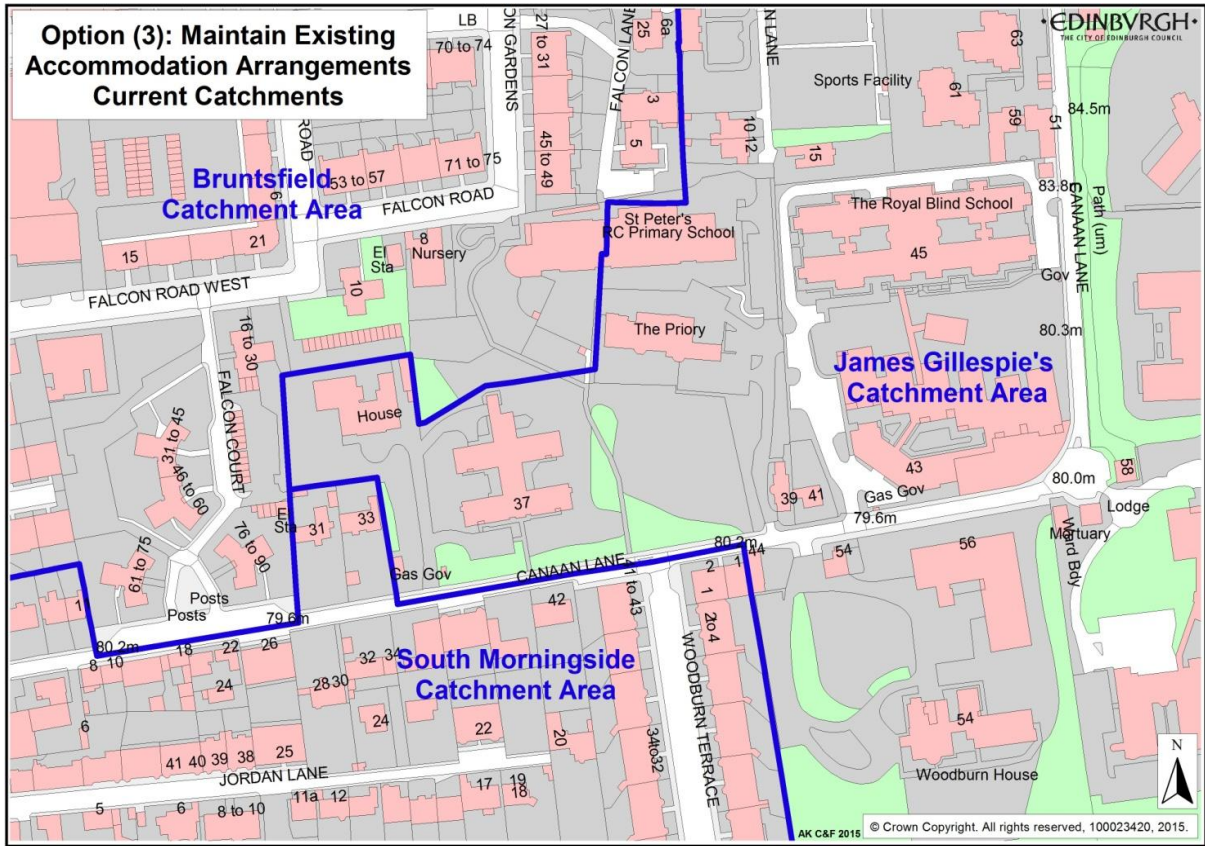 Option (3): Maintain Existing
Accommodation Arrangements
Current Catchments
·EDINBVRGH·
THE CITY OF EDINBURGH COUNCIL
LB
70 to 74
ON GARDENS
27 to 31
FALCON LANE
25
6a
N LANE
63
Sports Facility
61
59
51
84.5m
ROAD
3
5
10 12
15
53 to 57
71 to 75
45 to 49
Bruntsfield
Catchment Area
6
FALCON ROAD
83.8m
CANAAN LANE
Path (um)
The Royal Blind School
45
St Peter's
RC Primary School
15
21
8
Nursery
El
Sta
10
FALCON ROAD WEST
Gov
80.3m
16 to 30
The Priory
James Gillespie's
Catchment Area
FALCON COURT
House
31 to 45
46 to 60
37
43
58
39
41
Gas Gov
80.0m
Lodge
El
Sta
31
33
79.6m
76 to 90
61 to 75
Mortuary
Ward Bdy
80.2m
44
54
56
Gas Gov
CANAAN LANE
2
1
Posts
Posts
11
79.6m
42
41 to 43
1
2to 4
80.2m
8
10
18
22
26
32
34
South Morningside
Catchment Area
WOODBURN TERRACE
24
28
30
24
22
20
54
6
41
40
39
38
25
34to32
JORDAN LANE
17
19
18
Woodburn House
N
5
6
8 to 10
11a
12
AK C&F 2015
© Crown Copyright. All rights reserved, 100023420, 2015.